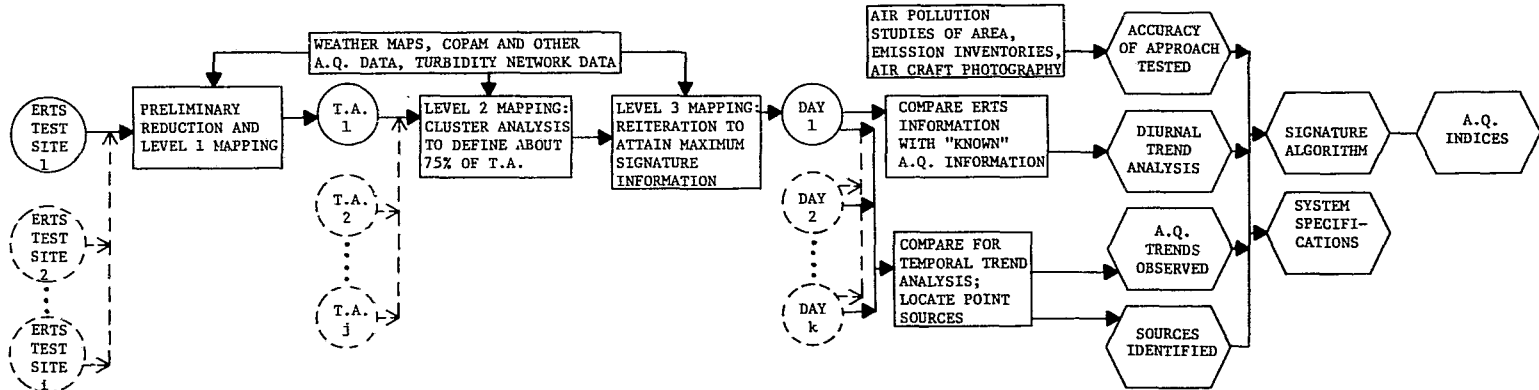 WEATHER MAPS, COPAM AND OTHER
A.Q. DATA, TURBIDITY NETWORK DATA
ERTS
TEST
SITE
1
ERTS
TEST
SITE
2
ERTS
TEST
SITE
i
PRELIMINARY
REDUCTION AND
LEVEL 1 MAPPING
T.A.
1
T.A.
2
T.A.
j
LEVEL 2 MAPPING:
CLUSTER ANALYSIS
TO DEFINE ABOUT
75% OF T.A.
LEVEL 3 MAPPING:
REITERATION TO
ATTAIN MAXIMUM
SIGNATURE
INFORMATION
DAY
1
DAY
2
DAY
k
AIR POLLUTION
STUDIES OF AREA,
EMISSION INVENTORIES,
AIR CRAFT PHOTOGRAPHY
COMPARE ERTS
INFORMATION
WITH "KNOWN"
A.Q. INFORMATION
COMPARE FOR
TEMPORAL TREND
ANALYSIS;
LOCATE POINT
SOURCES
ACCURACY
OF APPROACH
TESTED
DIURNAL
TREND
ANALYSIS
A.Q.
TRENDS
OBSERVED
SOURCES
IDENTIFIED
SIGNATURE
ALGORITHM
SYSTEM
SPECIFI-
CATIONS
A.Q.
INDICES